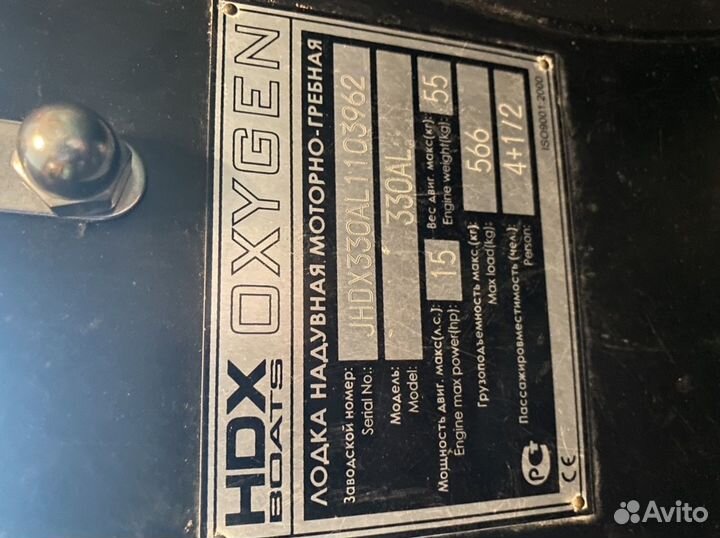 HDX OXYGEN
BOATS
ЛОДКА НАДУВНАЯ МОТОРНО-ГРЕБНАЯ
Заводской номер:
Serial No.: JHDX330AL1103962
Модель:
Model: 330AL
Мощность двиг. макс(л.с.): 15 Вес двиг. макс(кг): 55
Engine max power(hp): Engine weight(kg):
Грузоподъемность макс.(кг): 566
Max load(kg):
Пассажировместимость (чел.): 4+1/2
Person:
РСТ CE ISO9001:2000
Avito